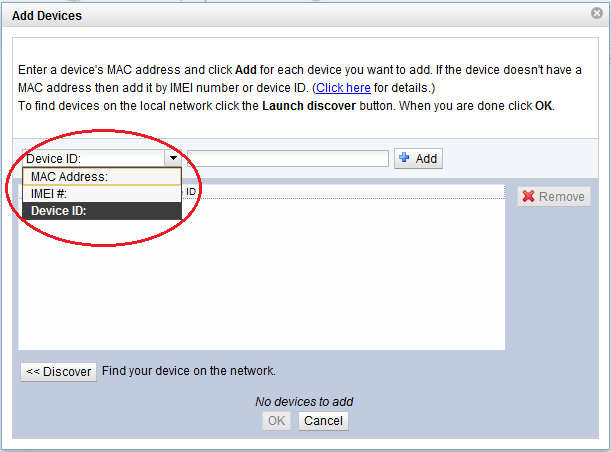 Add Devices
Enter a device's MAC address and click Add for each device you want to add. If the device doesn't have a
MAC address then add it by IMEI number or device ID. (Click here for details.)
To find devices on the local network click the Launch discover button. When you are done click OK.
Device ID: Add
MAC Address:
IMEI #: ID
Device ID:
Remove
<< Discover Find your device on the network.
No devices to add
OK Cancel